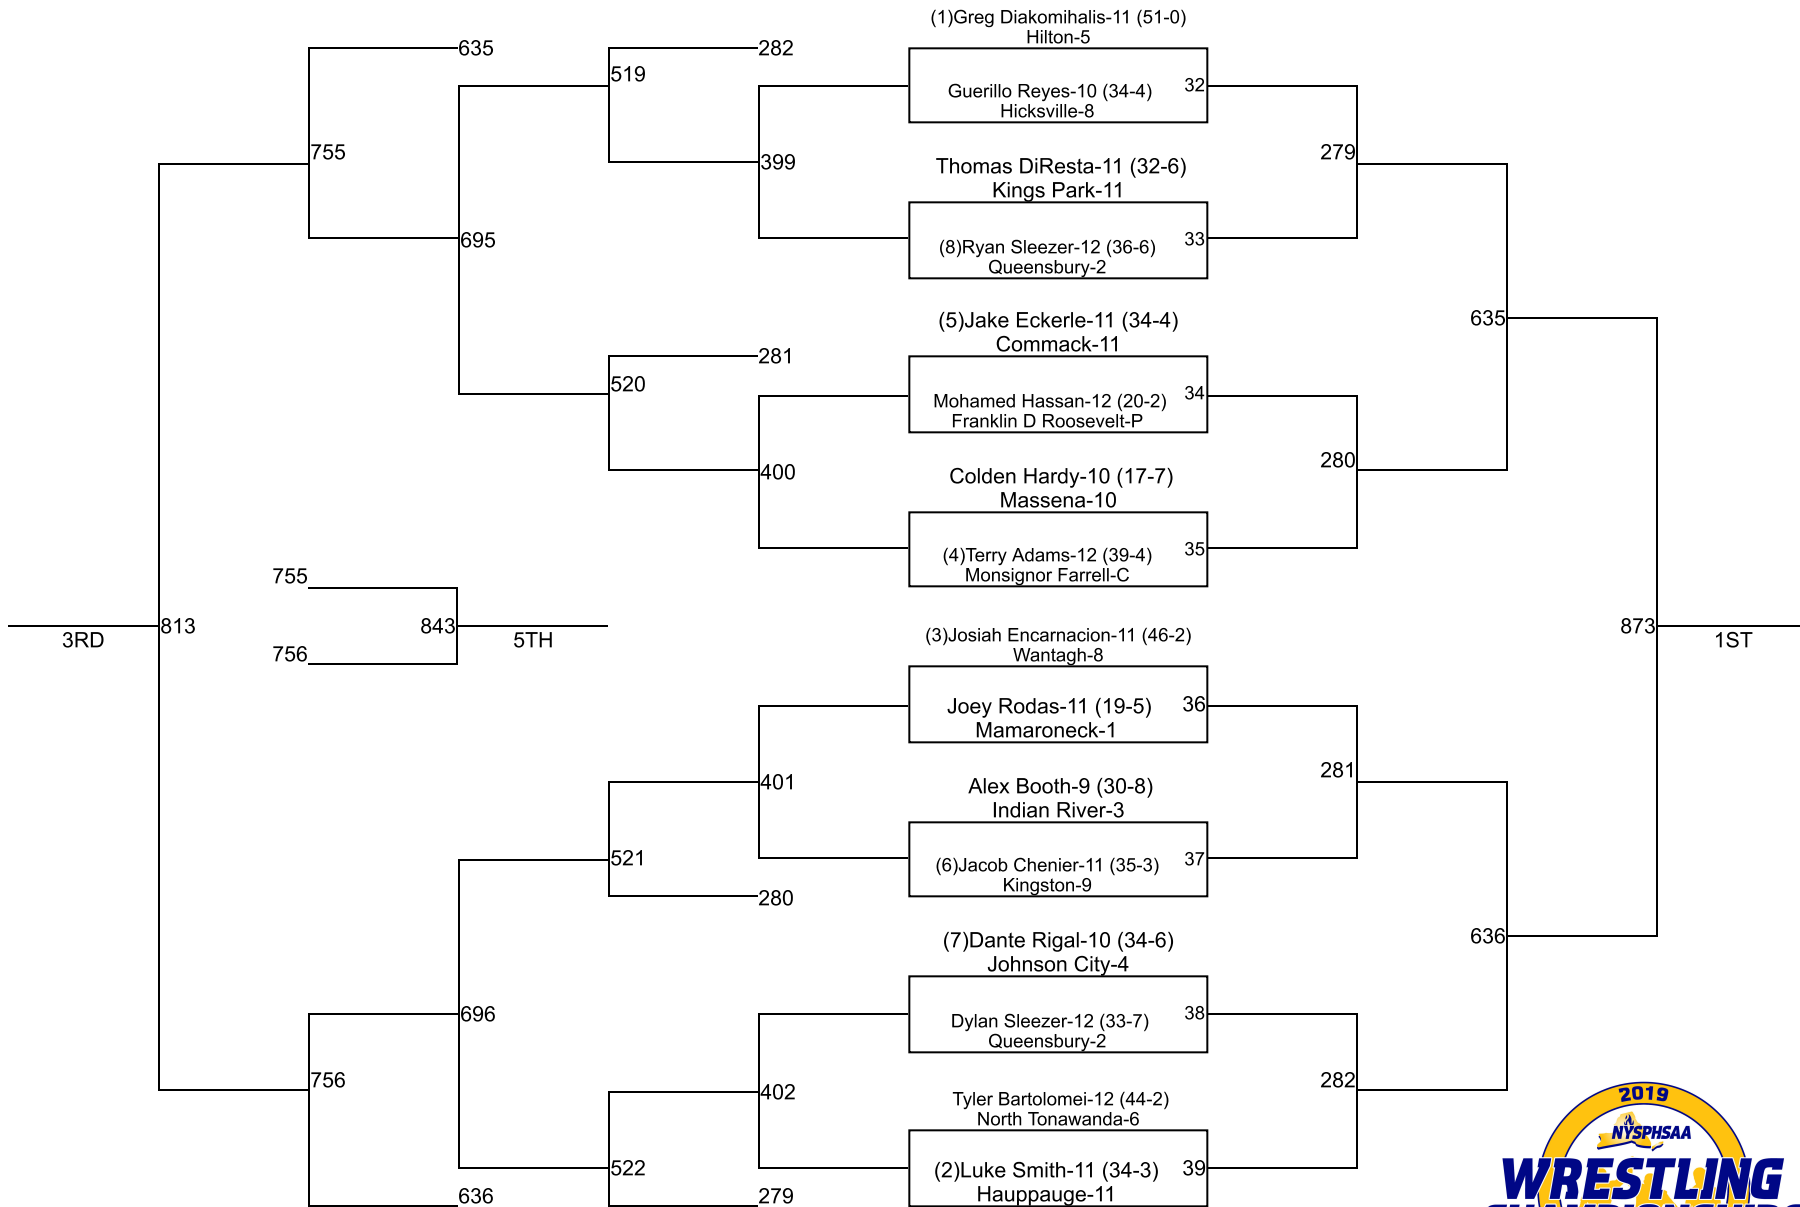 (1)Greg Diakomihalis-11 (51-0)
Hilton-5
635
282
519
Guerillo Reyes-10 (34-4)
32
Hicksville-8
755
399
279
Thomas DiResta-11 (32-6)
Kings Park-11
695
(8)Ryan Sleezer-12 (36-6)
33
Queensbury-2
(5)Jake Eckerle-11 (34-4)
635
Commack-11
281
520
Mohamed Hassan-12 (20-2)
34
Franklin D Roosevelt-P
400
280
Colden Hardy-10 (17-7)
Massena-10
(4)Terry Adams-12 (39-4)
35
Monsignor Farrell-C
755
3RD
813
843
5TH
756
873
1ST
(3)Josiah Encarnacion-11 (46-2)
Wantagh-8
Joey Rodas-11 (19-5)
36
Mamaroneck-1
401
281
Alex Booth-9 (30-8)
Indian River-3
521
(6)Jacob Chenier-11 (35-3)
37
Kingston-9
280
(7)Dante Rigal-10 (34-6)
636
Johnson City-4
696
Dylan Sleezer-12 (33-7)
38
Queensbury-2
756
402
282
Tyler Bartolomei-12 (44-2)
North Tonawanda-6
522
(2)Luke Smith-11 (34-3)
39
Hauppauge-11
636
279
2019
NYSPHSAA
WRESTLING
CHAMPIONSHIPS